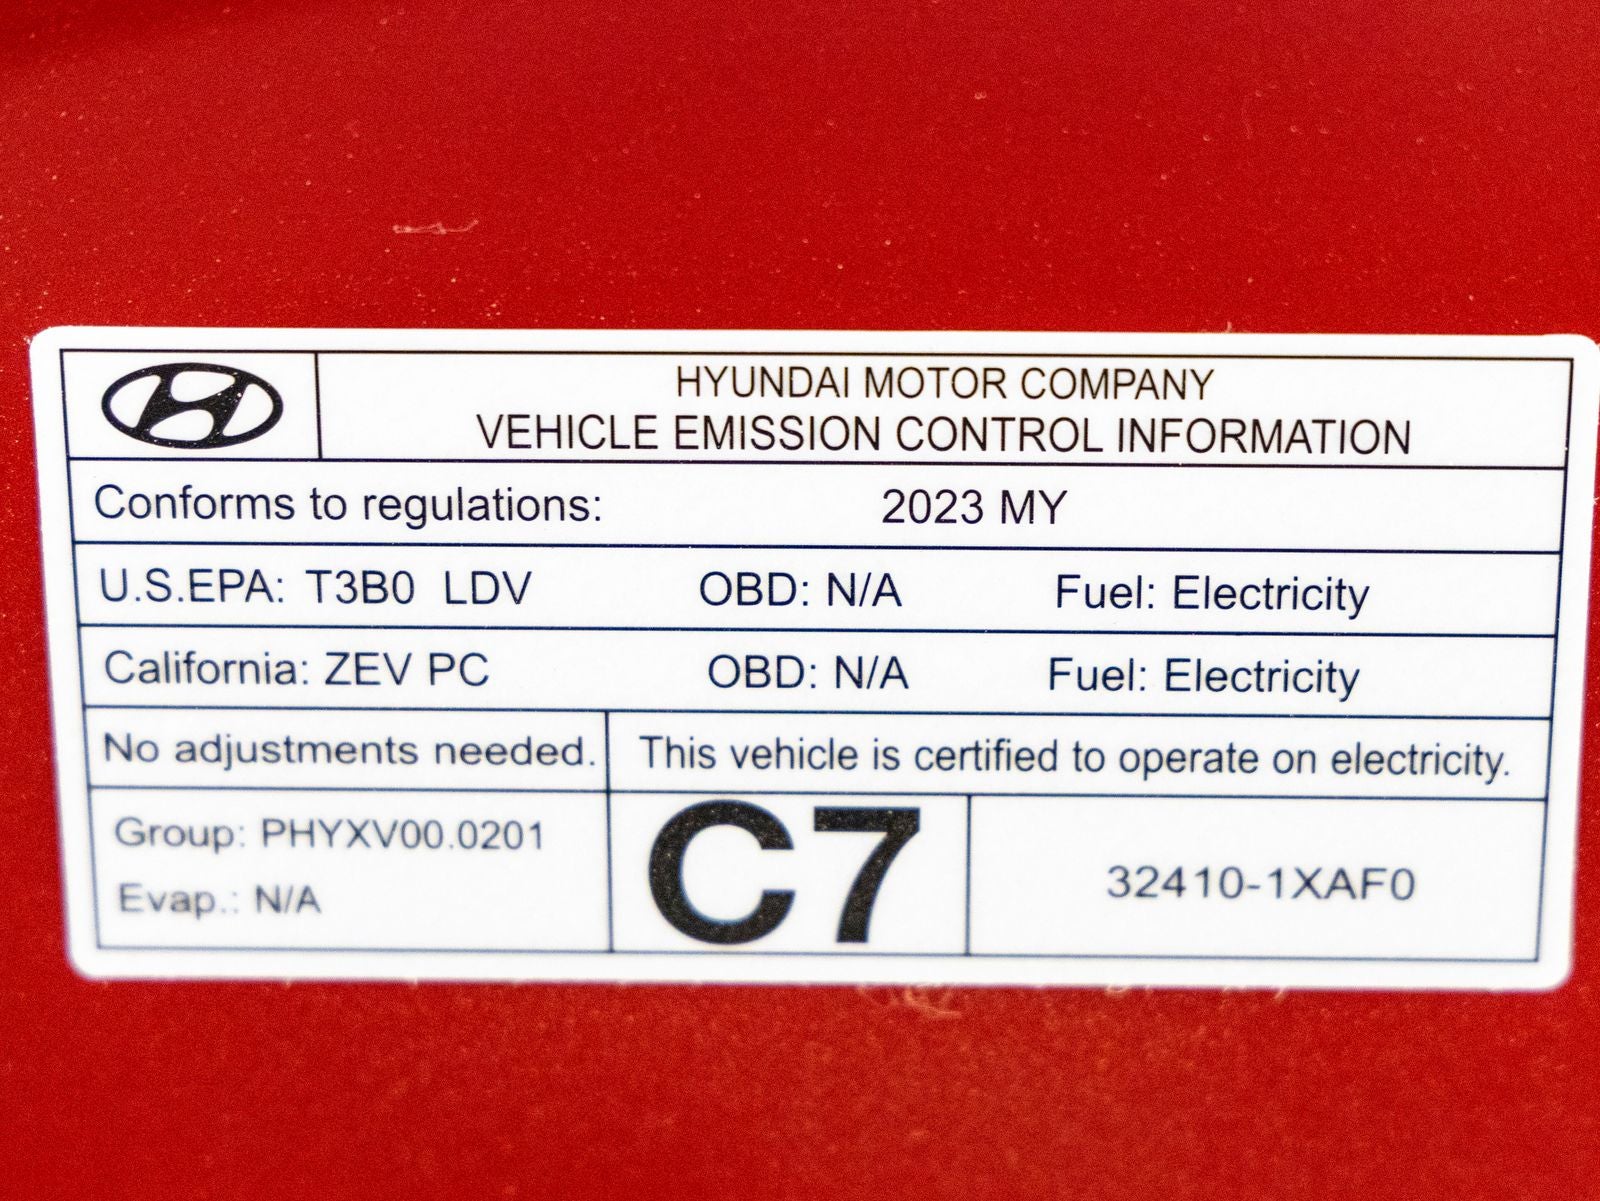 HYUNDAI MOTOR COMPANY
VEHICLE EMISSION CONTROL INFORMATION
Conforms to regulations: 2023 MY
U.S.EPA: T3B0 LDV OBD: N/A Fuel: Electricity
California: ZEV PC OBD: N/A Fuel: Electricity
No adjustments needed. This vehicle is certified to operate on electricity.
Group: PHYXV00.0201
Evap.: N/A
C7
32410-1XAF0